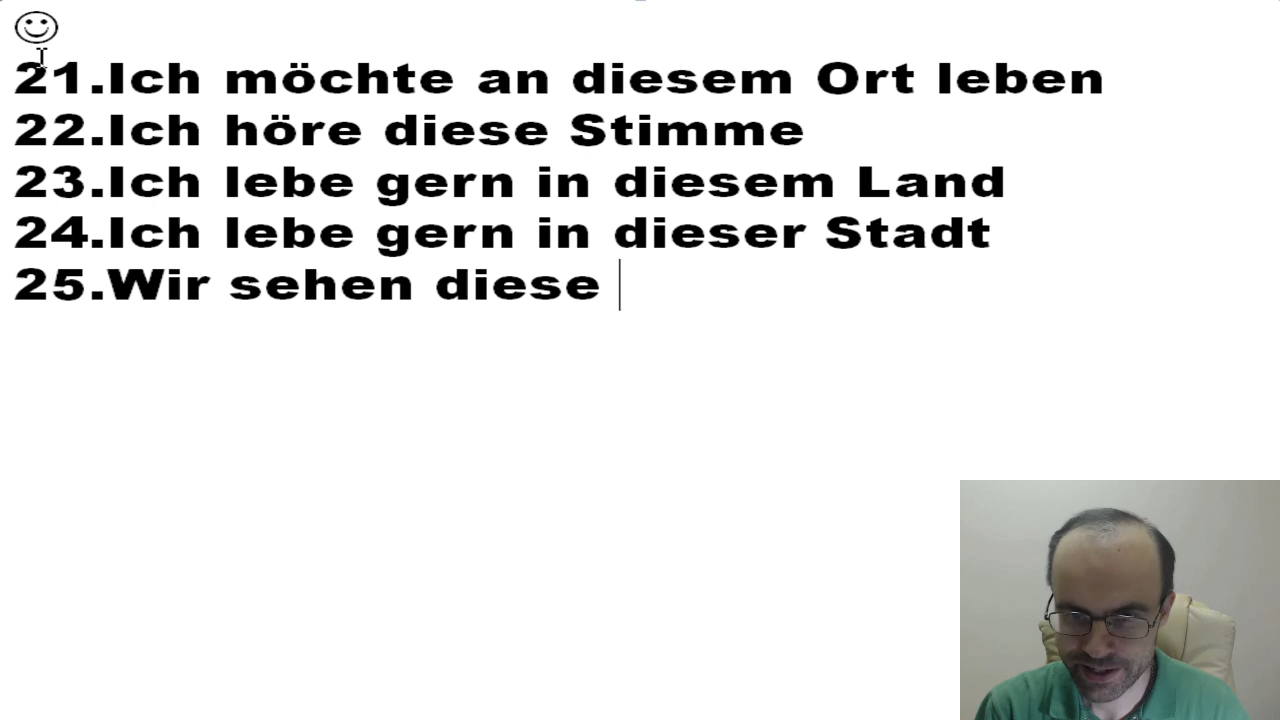 21.Ich möchte an diesem Ort leben
22.Ich höre diese Stimme
23.Ich lebe gern in diesem Land
24.Ich lebe gern in dieser Stadt
25.Wir sehen diese